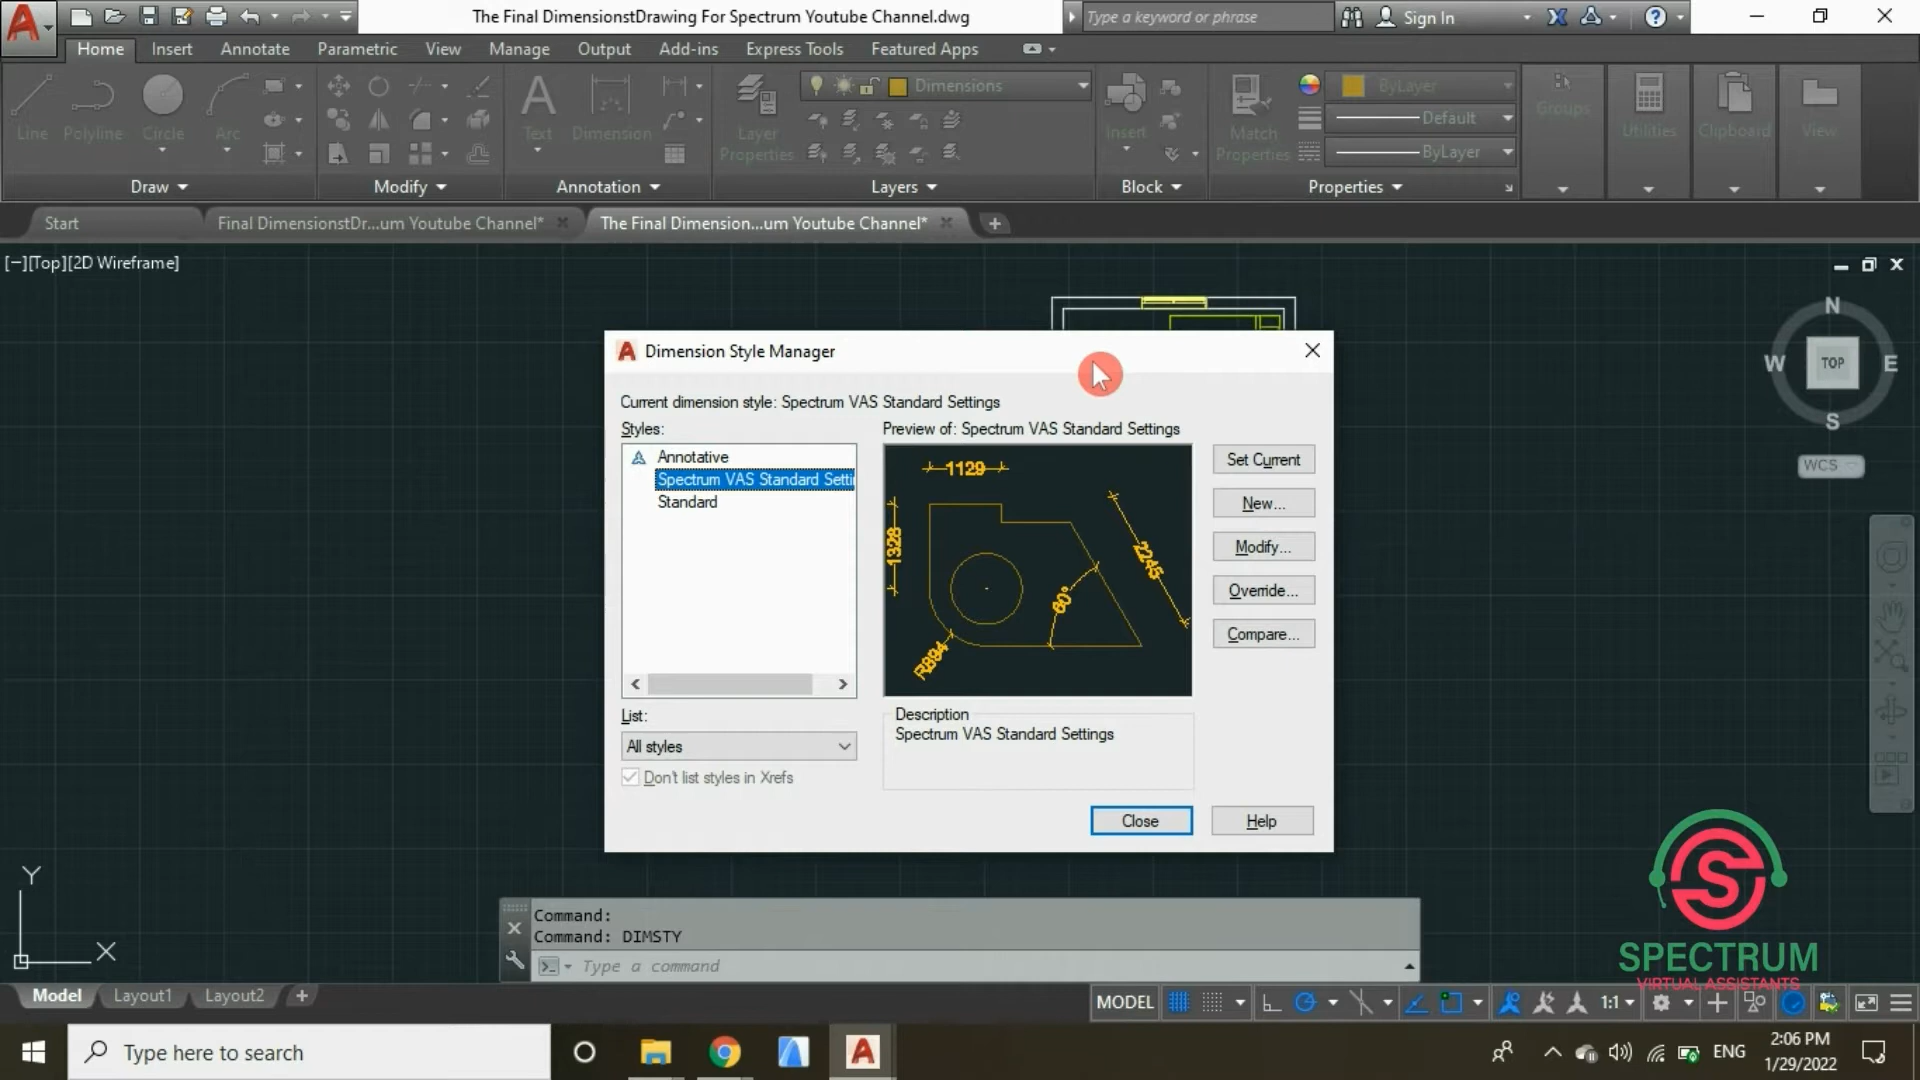 The Final DimensionstDrawing For Spectrum Youtube Channel.dwg
Type a keyword or phrase
Sign In
Home
Insert
Annotate
Parametric
View
Manage
Output
Add-ins
Express Tools
Featured Apps
Line
Polyline
Circle
Arc
Text
Dimension
Layer
Properties
Dimensions
Insert
Match
Properties
ByLayer
Default
ByLayer
Groups
Utilities
Clipboard
View
Draw
Modify
Annotation
Layers
Block
Properties
Start
Final DimensionstDr...um Youtube Channel*
The Final Dimension...um Youtube Channel*
[−][Top][2D Wireframe]
N
W
TOP
E
S
WCS
Dimension Style Manager
Current dimension style: Spectrum VAS Standard Settings
Styles:
Preview of: Spectrum VAS Standard Settings
Annotative
Spectrum VAS Standard Setti
Standard
1129
1328
2245
60°
R894
Set Current
New...
Modify...
Override...
Compare...
List:
All styles
Don't list styles in Xrefs
Description
Spectrum VAS Standard Settings
Close
Help
Y
X
Command:
Command: DIMSTY
Type a command
SPECTRUM
VIRTUAL ASSISTANTS
Model
Layout1
Layout2
MODEL
1:1
Type here to search
ENG
2:06 PM
1/29/2022